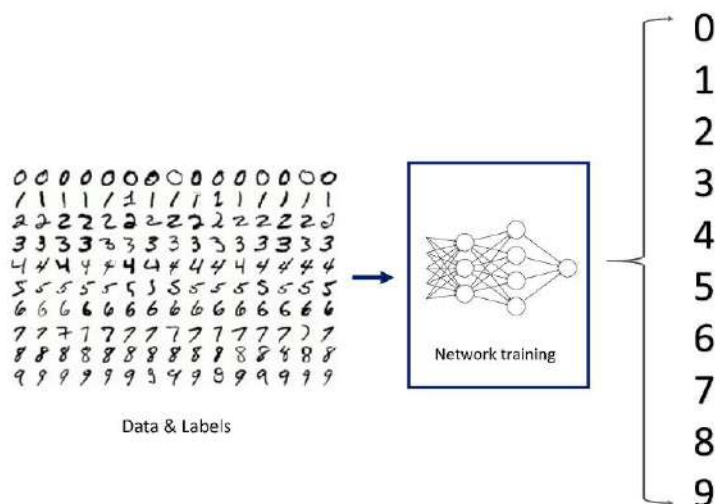 0 0 0 0 0 0 0 0 0 0 0 0 0 0 0
1 1 1 1 1 1 1 1 1 1 1 1 1 1 1
2 2 2 2 2 2 2 2 2 2 2 2 2 2 2
3 3 3 3 3 3 3 3 3 3 3 3 3 3 3
4 4 4 4 4 4 4 4 4 4 4 4 4 4 4
5 5 5 5 5 5 5 5 5 5 5 5 5 5 5
6 6 6 6 6 6 6 6 6 6 6 6 6 6 6
7 7 7 7 7 7 7 7 7 7 7 7 7 7 7
8 8 8 8 8 8 8 8 8 8 8 8 8 8 8
9 9 9 9 9 9 9 9 9 9 9 9 9 9 9
Data & Labels
Network training
0
1
2
3
4
5
6
7
8
9